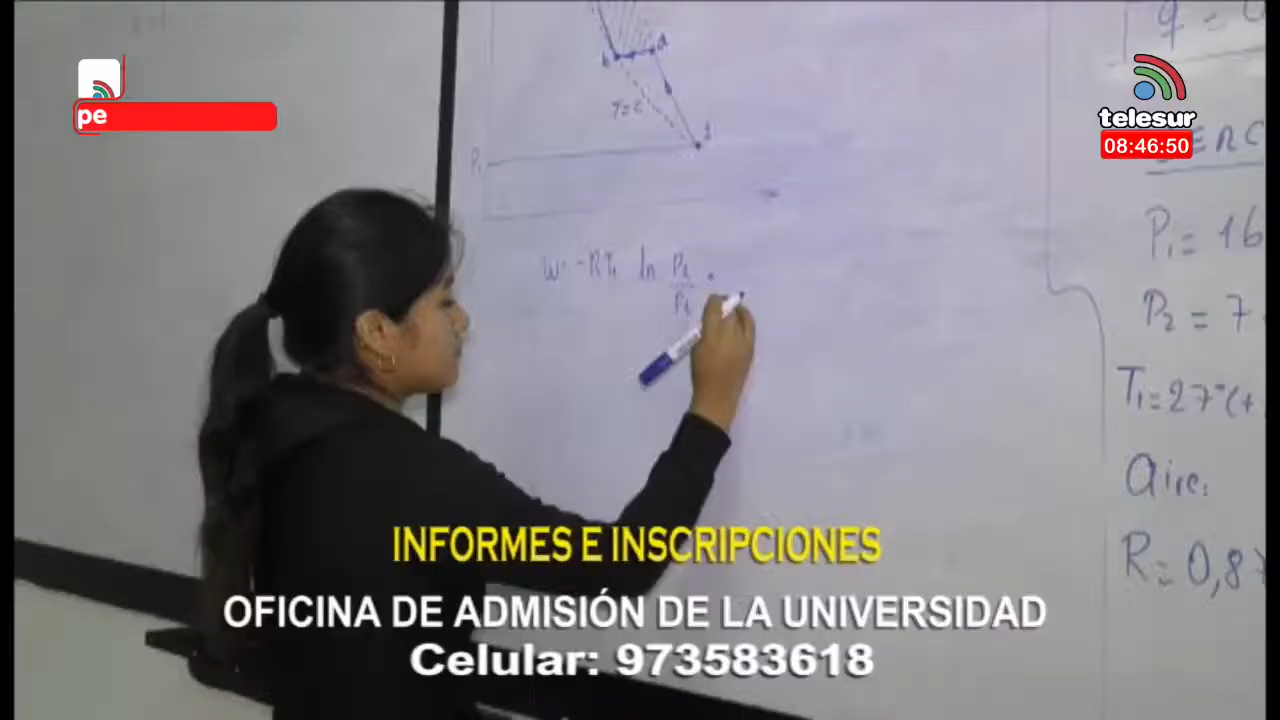 pe
telesur
08:46:50
P₁
T=c
W= -RT₁ ln P₂/P₁
P₁= 16
P₂ = 7
T₁=27°C+
aire
R= 0,8
INFORMES E INSCRIPCIONES
OFICINA DE ADMISIÓN DE LA UNIVERSIDAD
Celular: 973583618